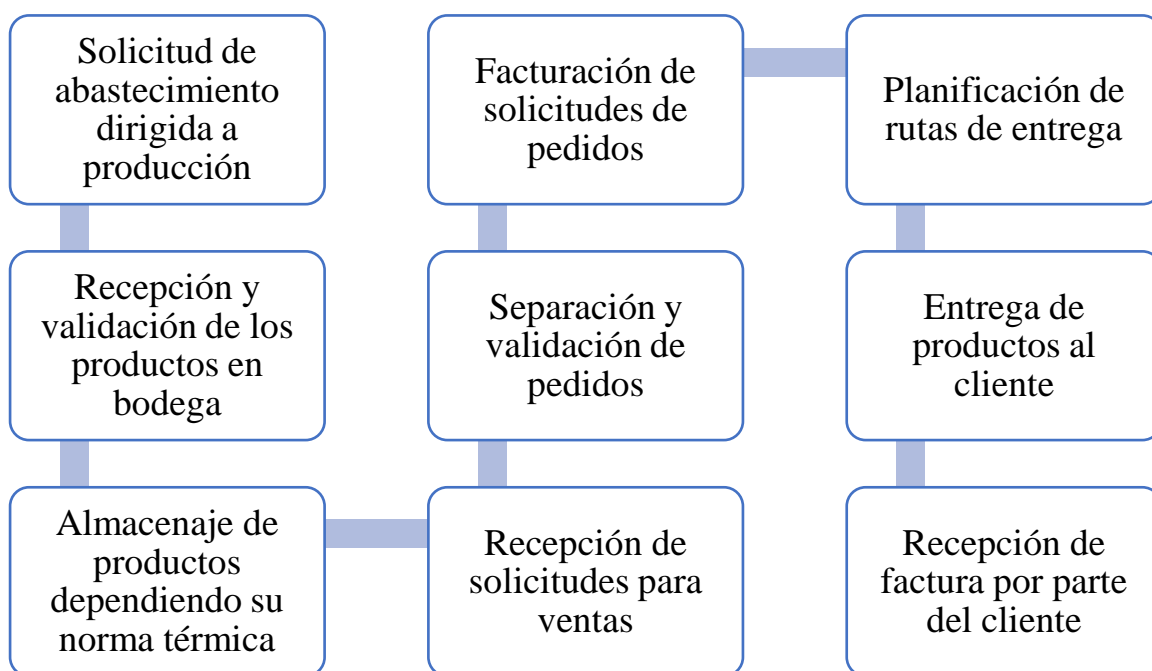 Solicitud de
abastecimiento
dirigida a
producción
Recepción y
validación de los
productos en
bodega
Almacenaje de
productos
dependiendo su
norma térmica
Recepción de
solicitudes para
ventas
Separación y
validación de
pedidos
Facturación de
solicitudes de
pedidos
Planificación de
rutas de entrega
Entrega de
productos al
cliente
Recepción de
factura por parte
del cliente